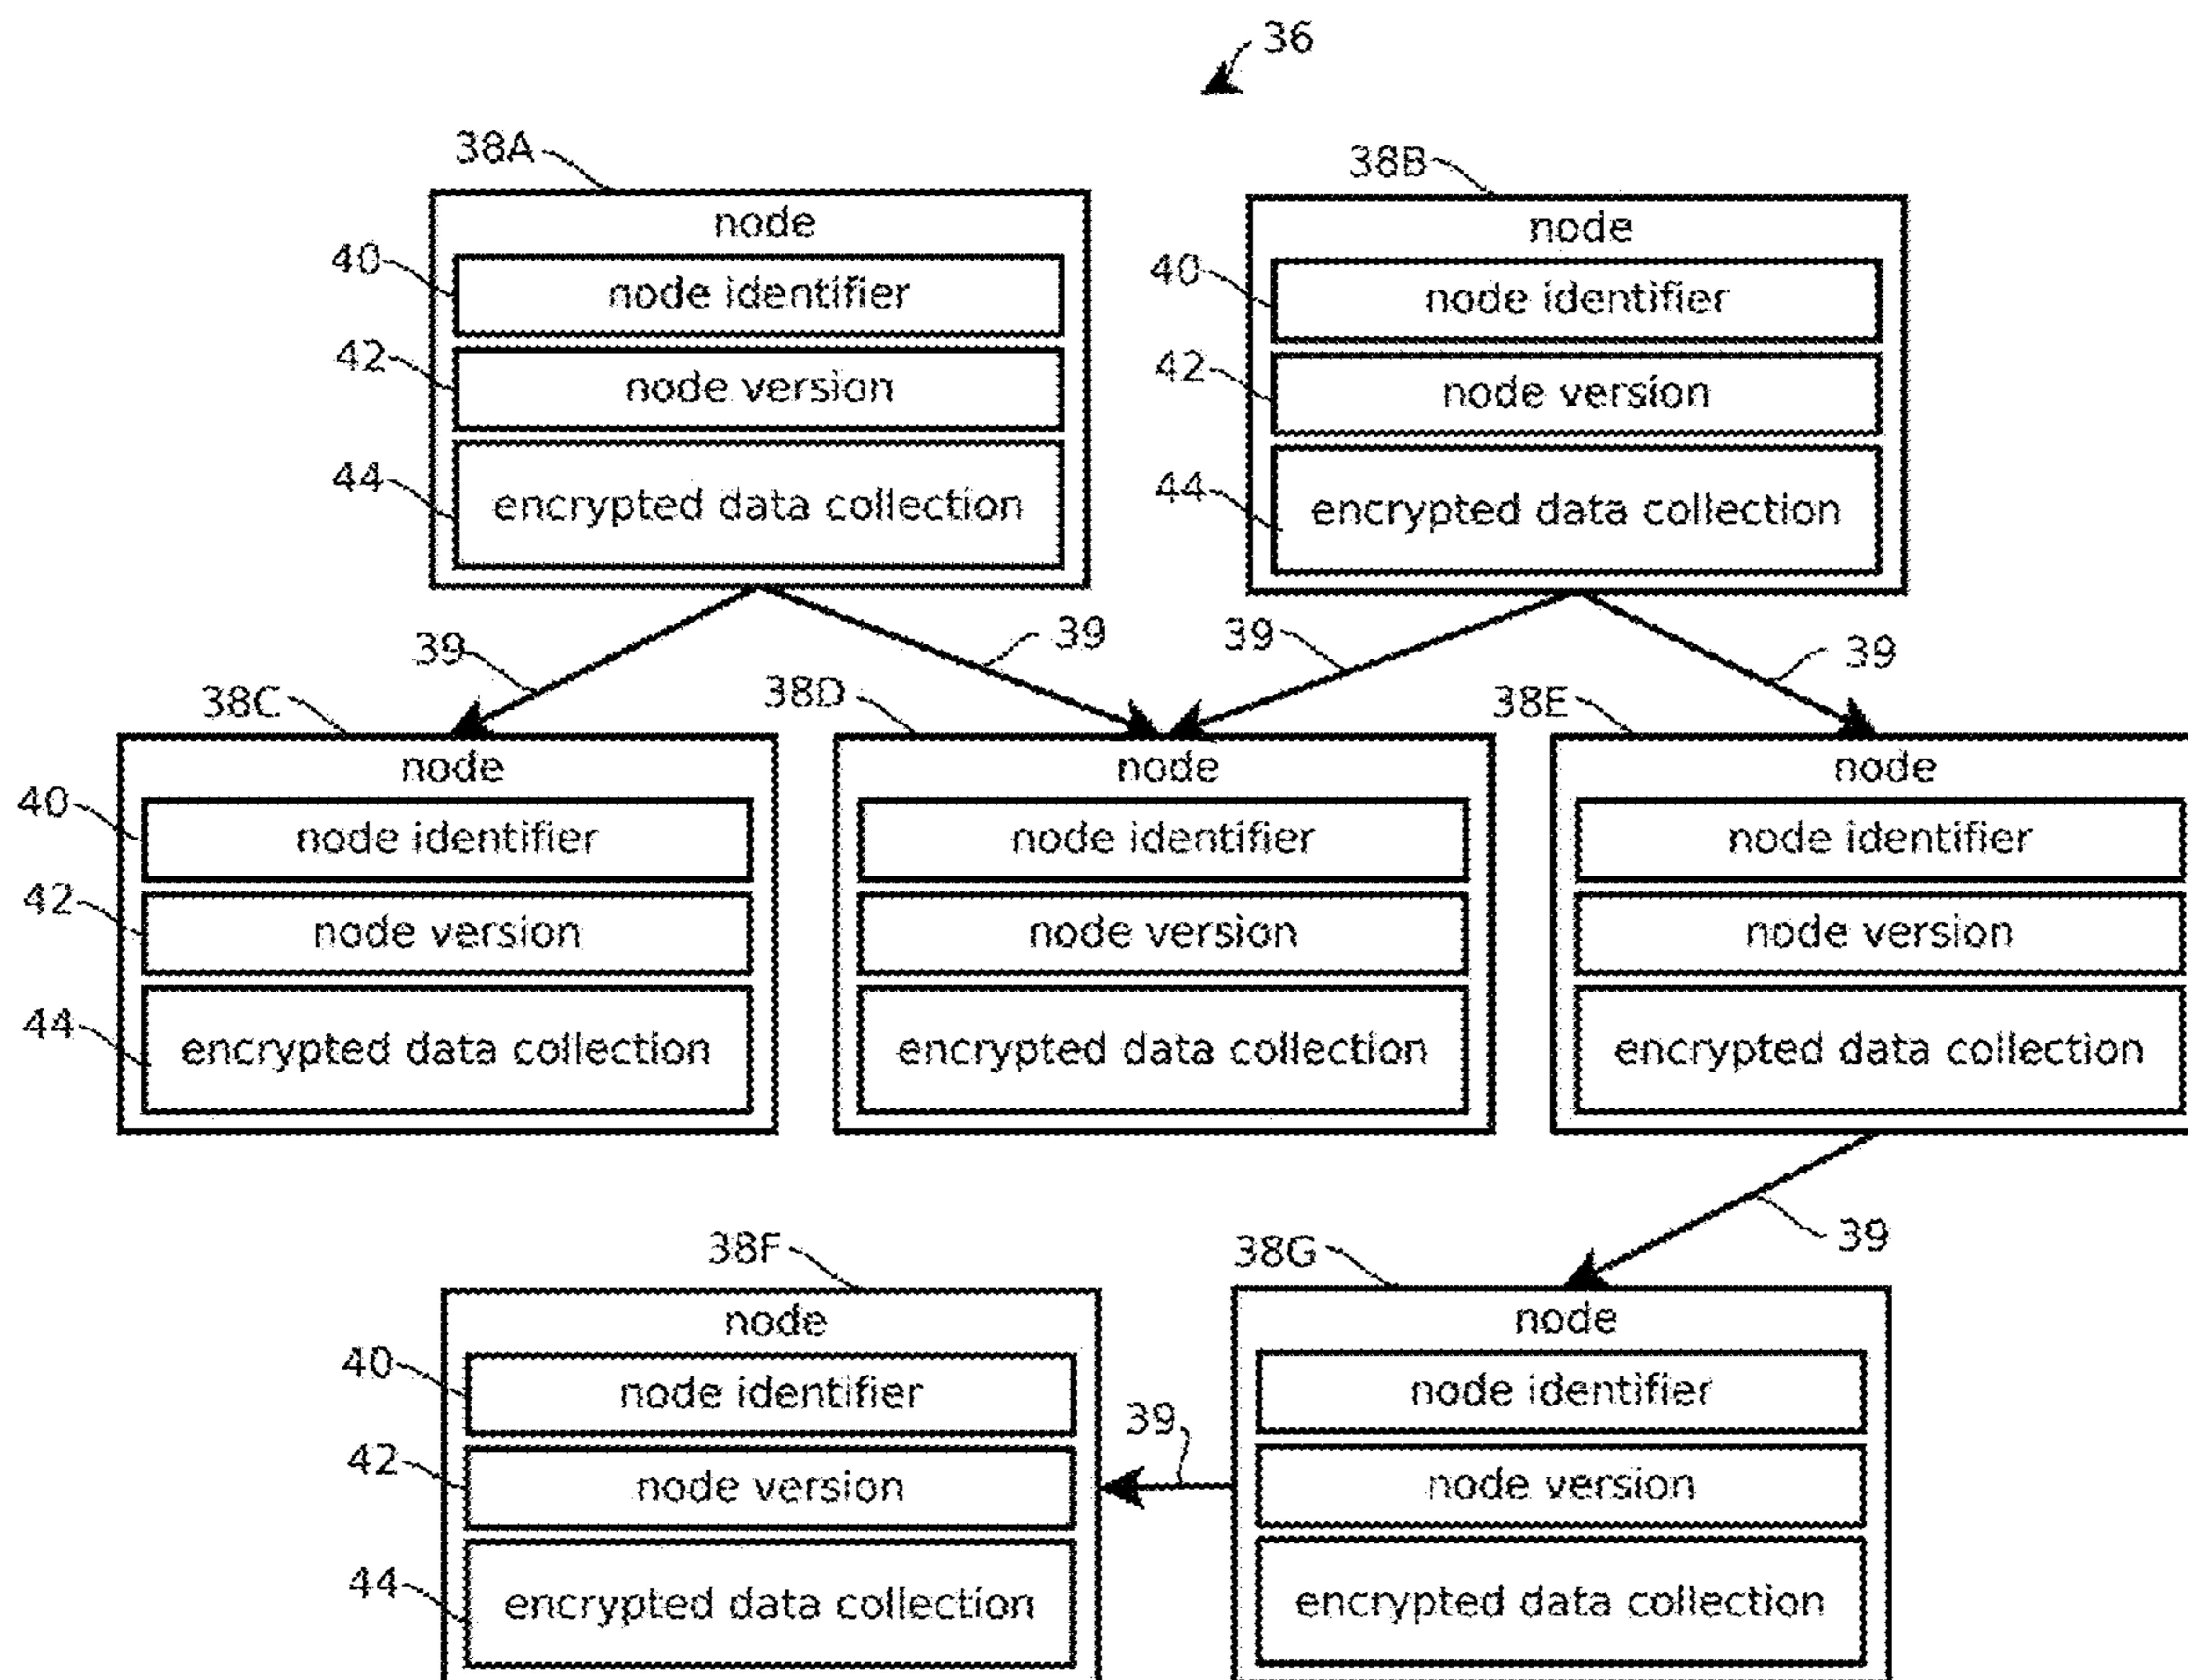 36
38A
38B
node
node
40
node identifier
40
node identifier
42
node version
42
node version
44
encrypted data collection
44
encrypted data collection
39
39
39
39
38C
38D
38E
node
node
node
40
node identifier
node identifier
node identifier
42
node version
node version
node version
44
encrypted data collection
encrypted data collection
encrypted data collection
39
38F
38G
node
node
40
node identifier
node identifier
39
42
node version
node version
44
encrypted data collection
encrypted data collection